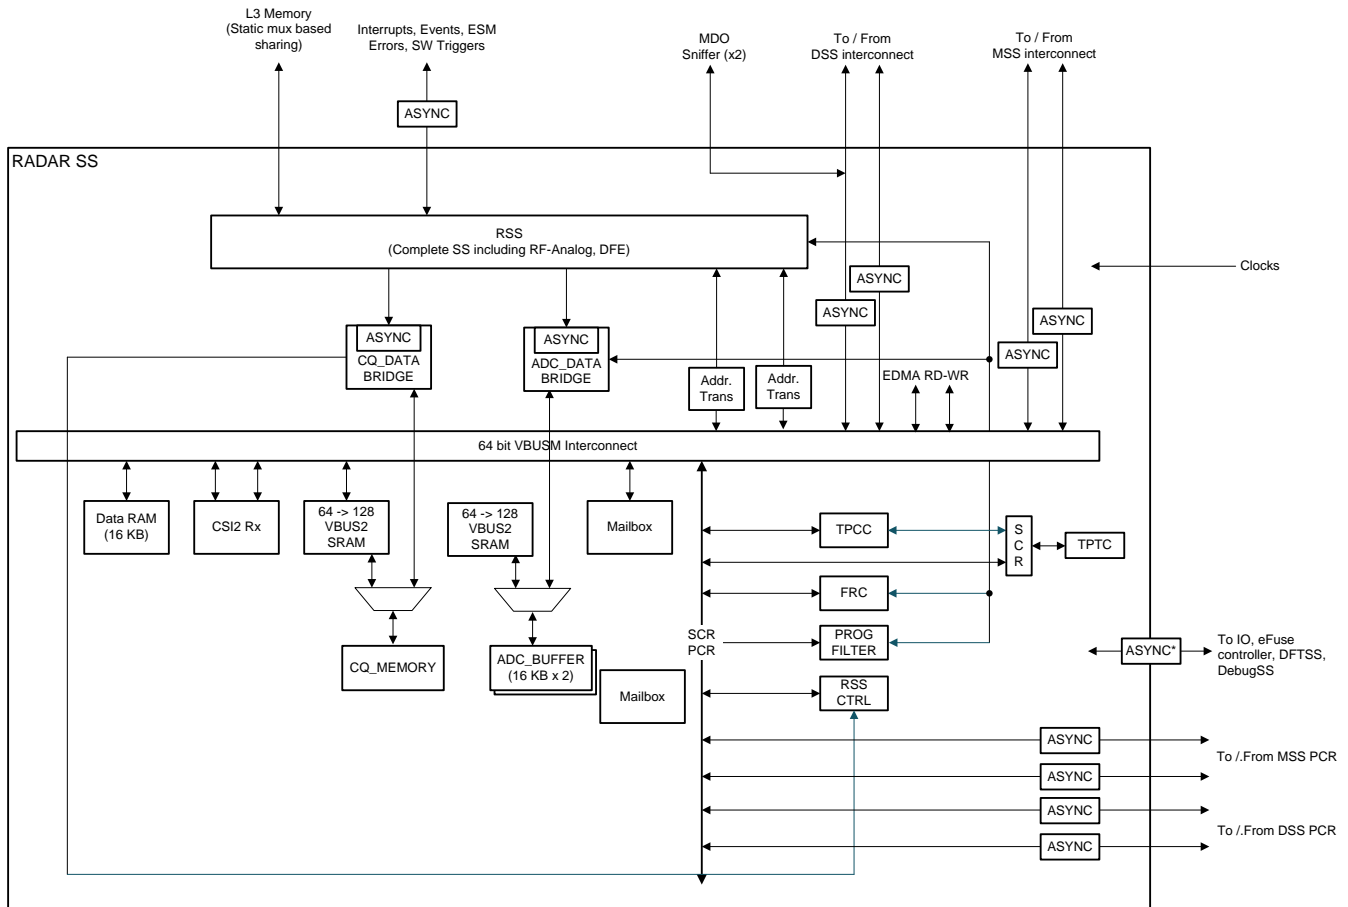 L3 Memory
(Static mux based
sharing)
Interrupts, Events, ESM
Errors, SW Triggers
MDO
Sniffer (x2)
To / From
DSS interconnect
To / From
MSS interconnect
ASYNC
RADAR SS
RSS
(Complete SS including RF-Analog, DFE)
Clocks
ASYNC
ASYNC
ASYNC
ASYNC
ASYNC
CQ_DATA
BRIDGE
ASYNC
ADC_DATA
BRIDGE
Addr.
Trans
Addr.
Trans
EDMA RD-WR
64 bit VBUSM Interconnect
Data RAM
(16 KB)
CSI2 Rx
64 -> 128
VBUS2
SRAM
64 -> 128
VBUS2
SRAM
Mailbox
TPCC
S
C
R
TPTC
FRC
SCR
PCR
PROG
FILTER
CQ_MEMORY
ADC_BUFFER
(16 KB x 2)
Mailbox
RSS
CTRL
ASYNC*
To IO, eFuse
controller, DFTSS,
DebugSS
ASYNC
To /.From MSS PCR
ASYNC
ASYNC
To /.From DSS PCR
ASYNC